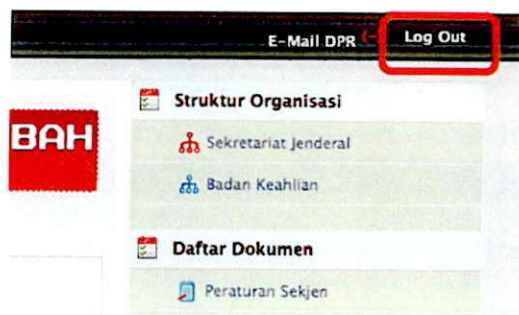 E-Mail DPR Log Out
BAH
Struktur Organisasi
Sekretariat Jenderal
Badan Keahlian
Daftar Dokumen
Peraturan Sekjen